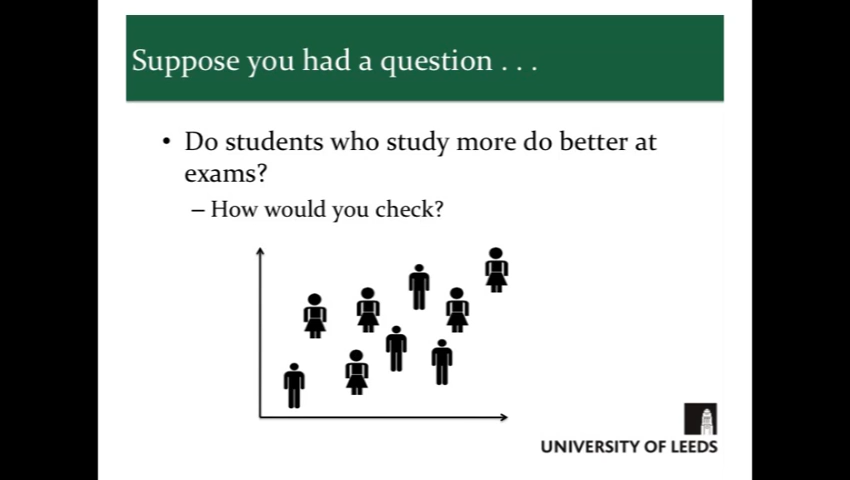 Suppose you had a question . . .
• Do students who study more do better at
exams?
– How would you check?
UNIVERSITY OF LEEDS